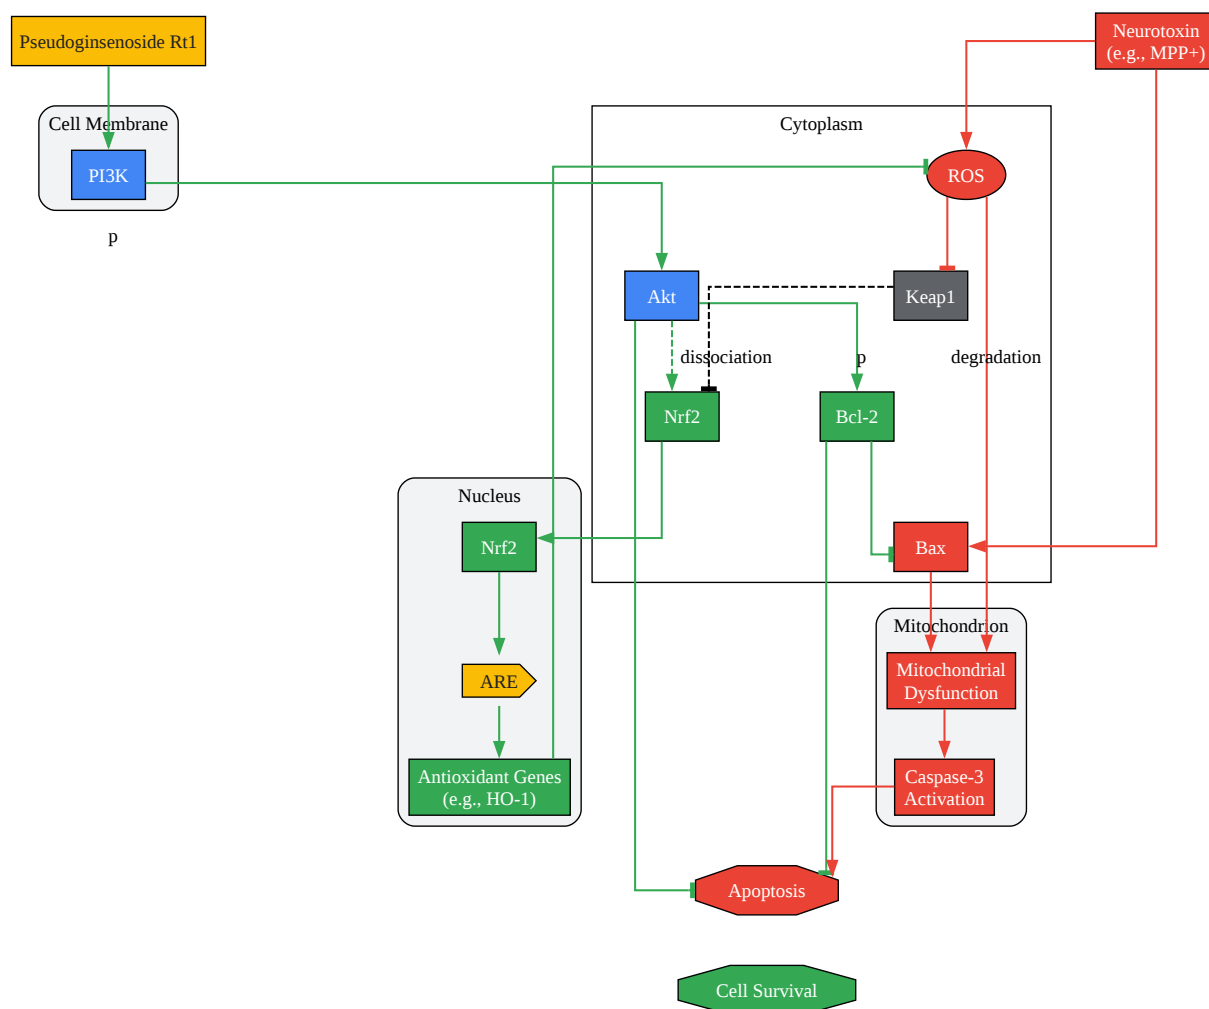 Pseudoginsenoside Rt1
Neurotoxin
(e.g., MPP+)
Cell Membrane
Cytoplasm
PI3K
ROS
p
Akt
Keap1
dissociation
p
degradation
Nrf2
Bcl-2
Nucleus
Nrf2
Bax
Mitochondrion
Mitochondrial
Dysfunction
ARE
Antioxidant Genes
(e.g., HO-1)
Caspase-3
Activation
Apoptosis
Cell Survival